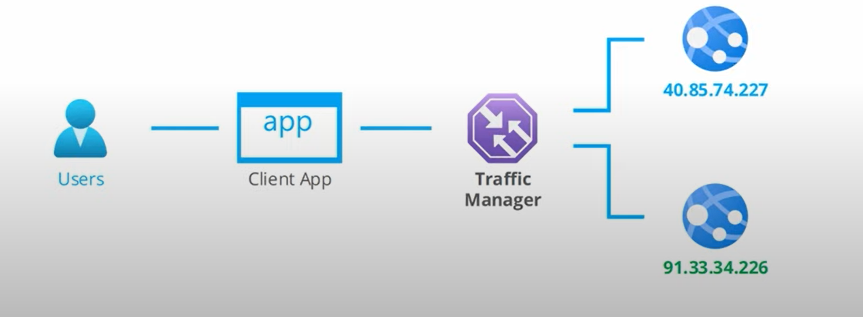 Users
app
Client App
Traffic
Manager
40.85.74.227
91.33.34.226